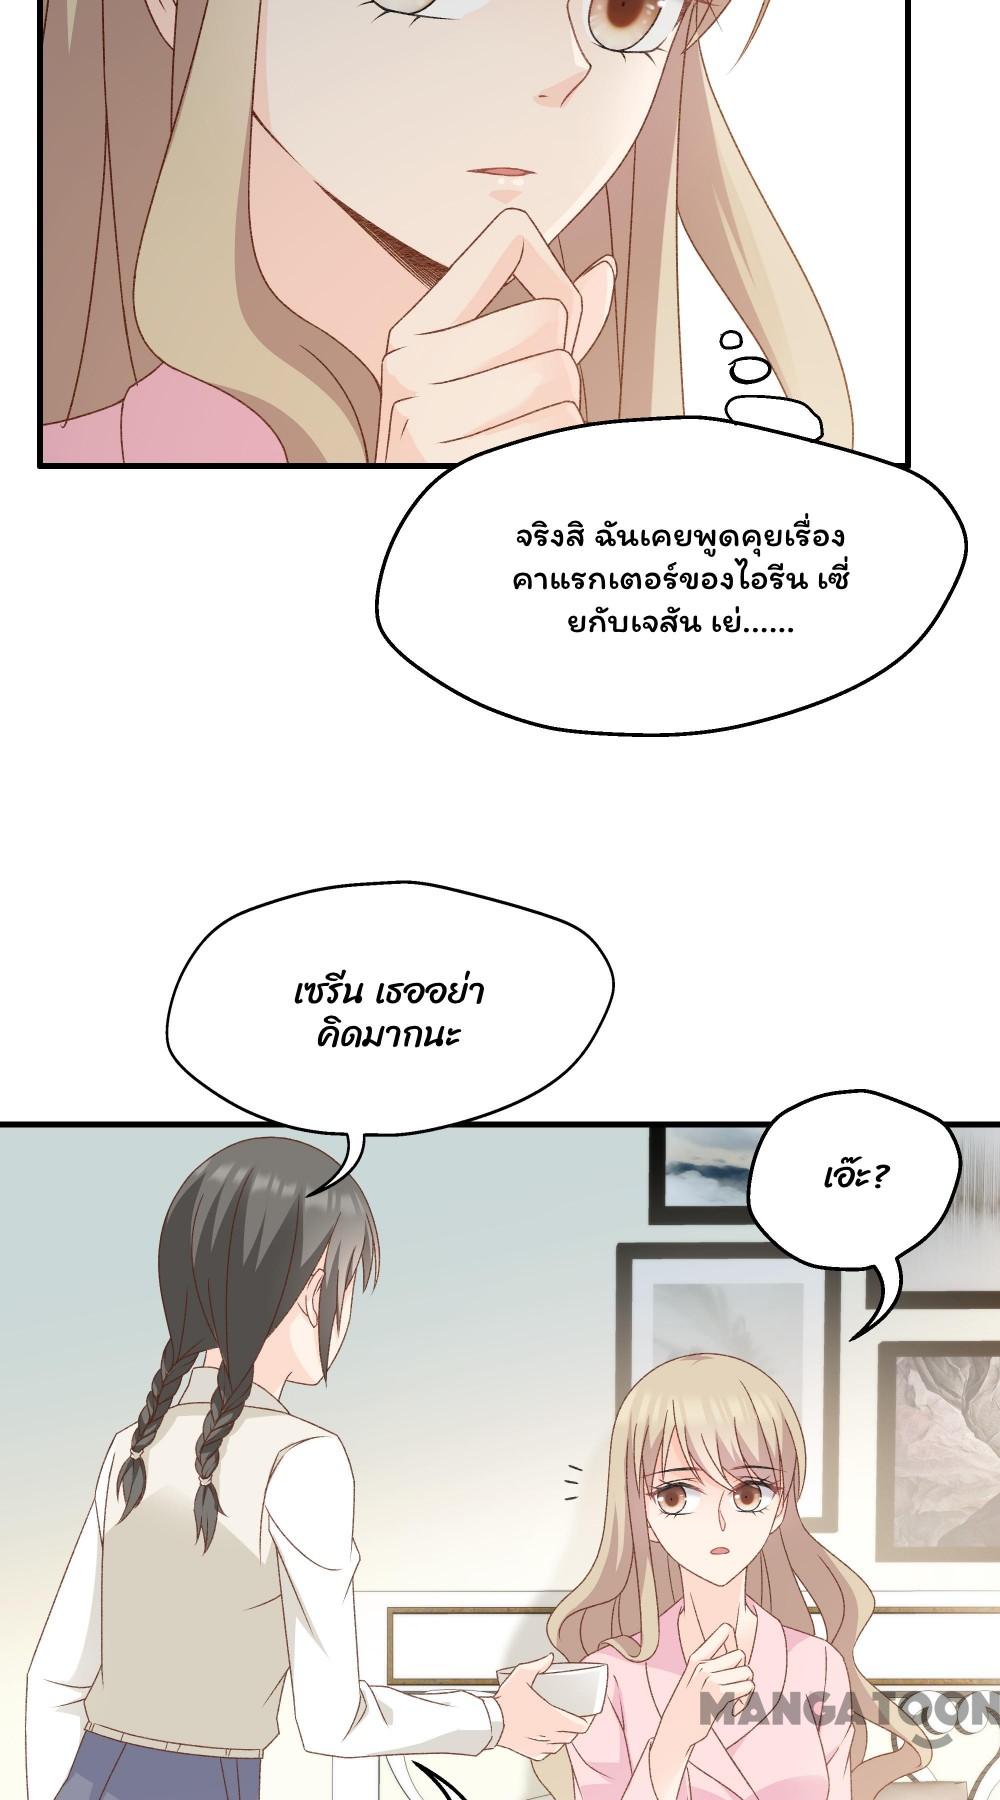 จริงสิ ฉันเคยพูดคุยเรื่อง
คาแรกเตอร์ของไอรีน เซี่
ยกับเจสัน เย่......
เซรีน เธออย่า
คิดมากนะ
เอ๊ะ?
MANGATOON